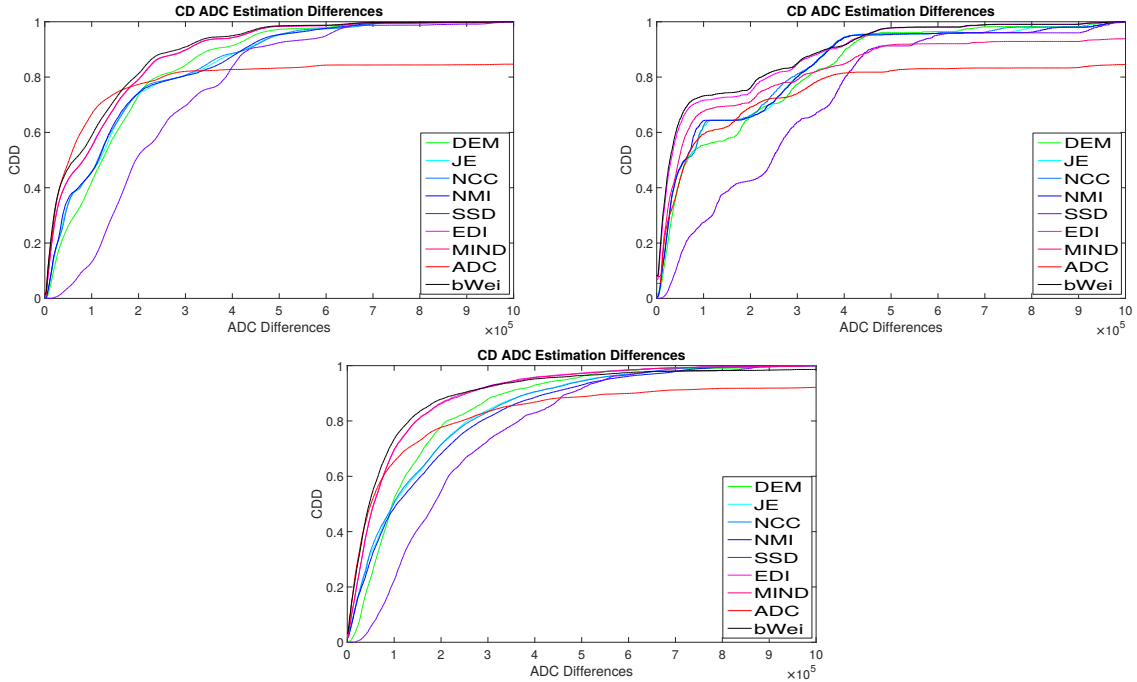 CD ADC Estimation Differences
CDD
1
0.8
0.6
0.4
0.2
0
DEM
JE
NCC
NMI
SSD
EDI
MIND
ADC
bWei
0 1 2 3 4 5 6 7 8 9 10
ADC Differences
×10^5
CD ADC Estimation Differences
CDD
1
0.8
0.6
0.4
0.2
0
DEM
JE
NCC
NMI
SSD
EDI
MIND
ADC
bWei
0 1 2 3 4 5 6 7 8 9 10
ADC Differences
×10^5
CD ADC Estimation Differences
CDD
1
0.8
0.6
0.4
0.2
0
DEM
JE
NCC
NMI
SSD
EDI
MIND
ADC
bWei
0 1 2 3 4 5 6 7 8 9 10
ADC Differences
×10^5